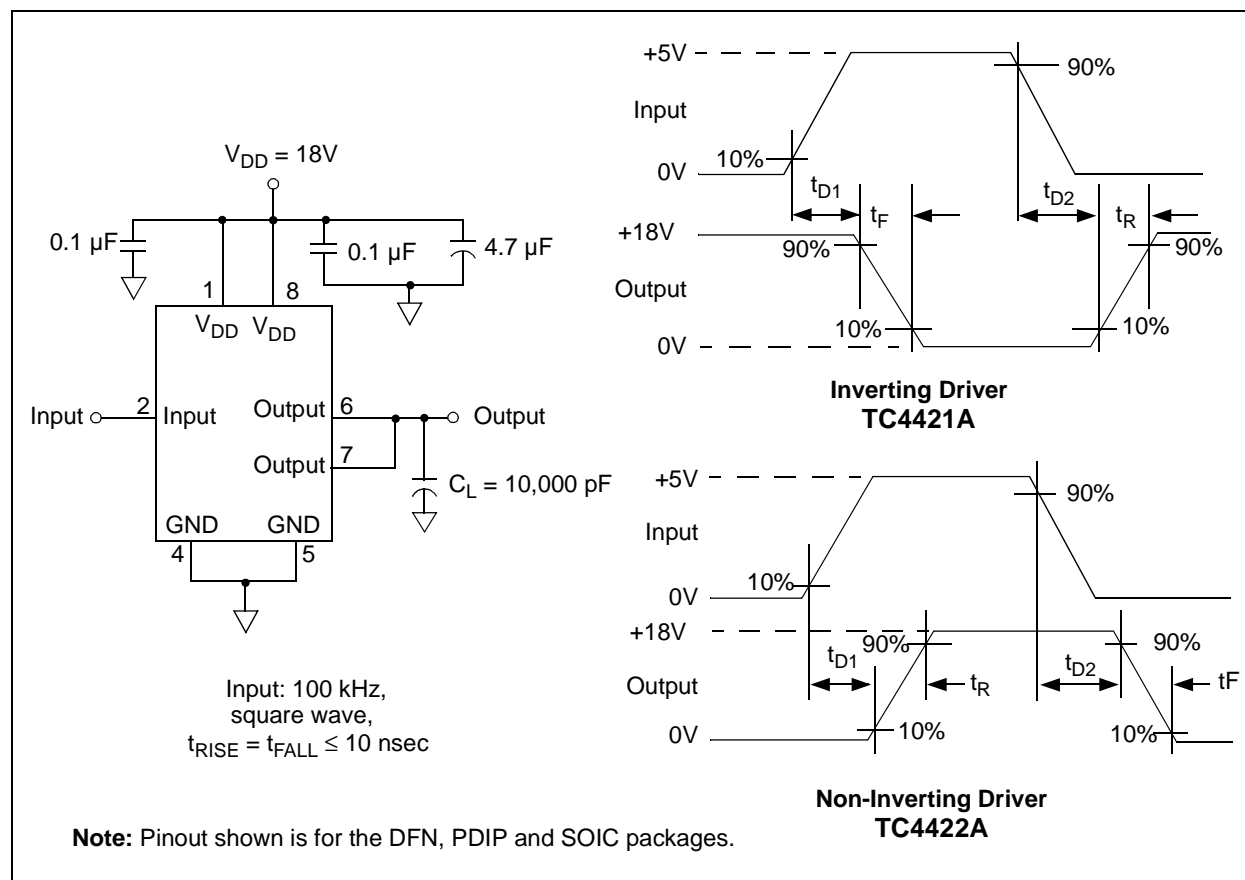 V_DD = 18V
0.1 µF
0.1 µF
4.7 µF
1
8
V_DD
V_DD
Input
2
Input
Output
6
Output
Output
7
C_L = 10,000 pF
GND
GND
4
5
Input: 100 kHz,
square wave,
t_RISE = t_FALL ≤ 10 nsec
+5V
90%
Input
10%
0V
t_D1
t_F
t_D2
t_R
+18V
90%
90%
Output
10%
10%
0V
Inverting Driver
TC4421A
+5V
90%
Input
10%
0V
+18V
90%
90%
t_D1
t_R
t_D2
tF
Output
0V
10%
10%
Non-Inverting Driver
TC4422A
Note: Pinout shown is for the DFN, PDIP and SOIC packages.